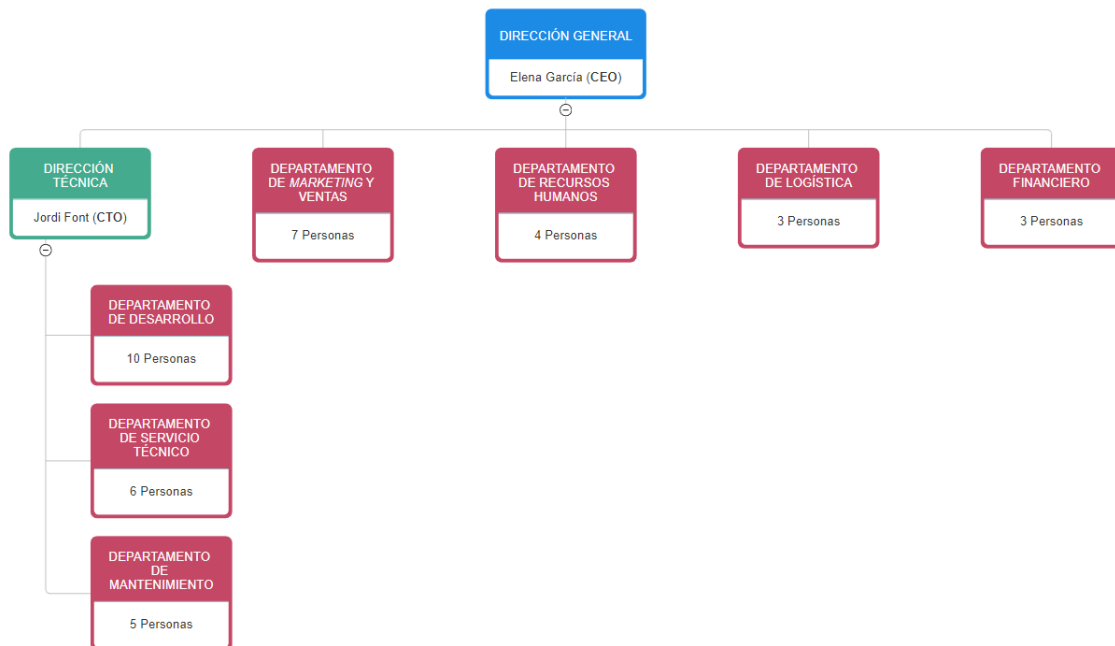 DIRECCIÓN GENERAL
Elena García (CEO)
DIRECCIÓN
TÉCNICA
Jordi Font (CTO)
DEPARTAMENTO
DE MARKETING Y
VENTAS
7 Personas
DEPARTAMENTO
DE RECURSOS
HUMANOS
4 Personas
DEPARTAMENTO
DE LOGÍSTICA
3 Personas
DEPARTAMENTO
FINANCIERO
3 Personas
DEPARTAMENTO
DE DESARROLLO
10 Personas
DEPARTAMENTO
DE SERVICIO
TÉCNICO
6 Personas
DEPARTAMENTO
DE
MANTENIMIENTO
5 Personas